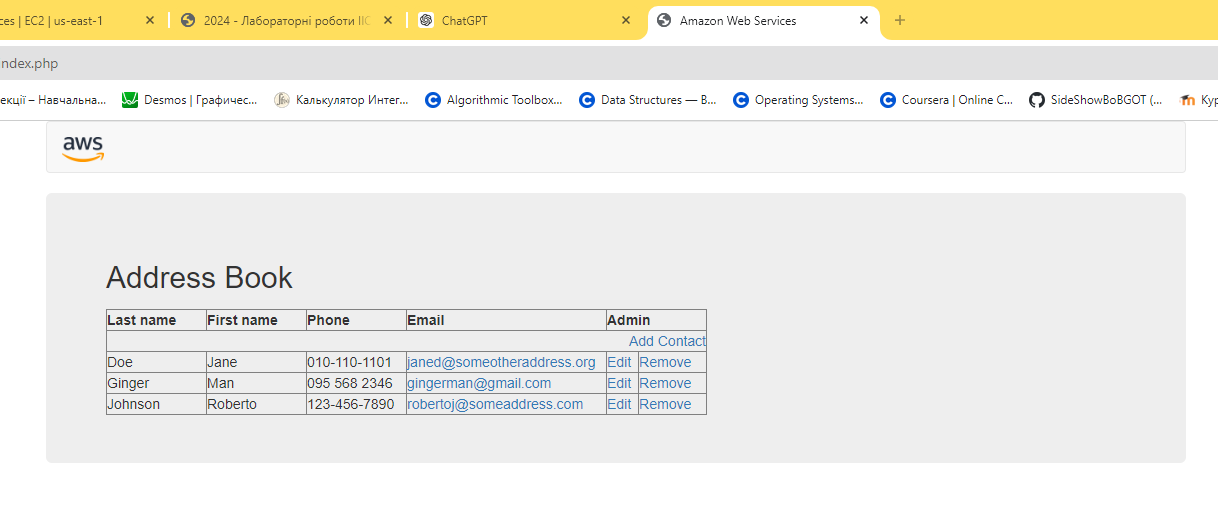 ces | EC2 | us-east-1
2024 - Лабораторні роботи ІІС
ChatGPT
Amazon Web Services
ndex.php
екції – Навчальна...
Desmos | Графичес...
Калькулятор Интег...
Algorithmic Toolbox...
Data Structures — B...
Operating Systems...
Coursera | Online C...
SideShowBoBGOT (...
Кур
aws
Address Book
Last name First name Phone Email Admin
Add Contact
Doe Jane 010-110-1101 janed@someotheraddress.org Edit Remove
Ginger Man 095 568 2346 gingerman@gmail.com Edit Remove
Johnson Roberto 123-456-7890 robertoj@someaddress.com Edit Remove